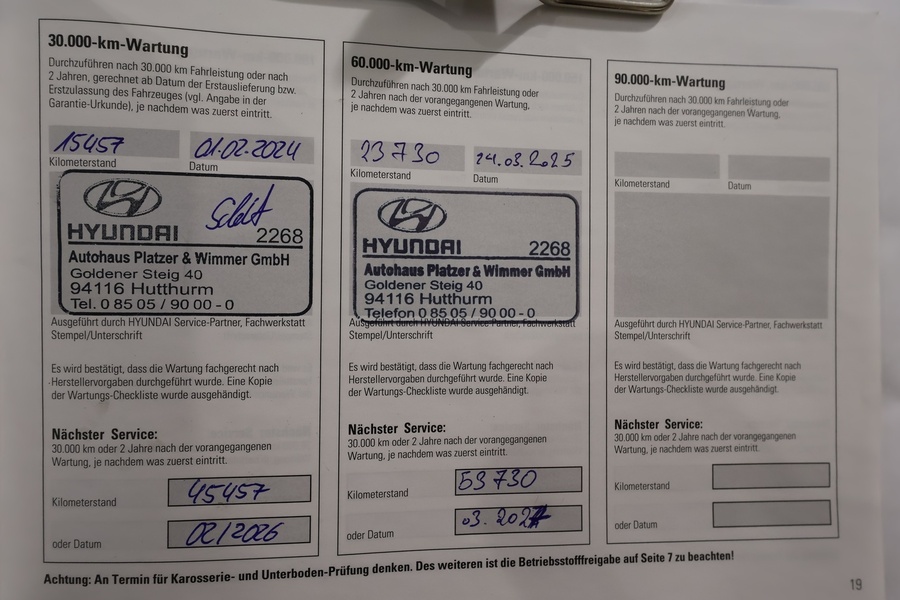 30.000-km-Wartung
Durchzuführen nach 30.000 km Fahrleistung oder nach
2 Jahren, gerechnet ab Datum der Erstauslieferung bzw.
Erstzulassung des Fahrzeuges (vgl. Angabe in der
Garantie-Urkunde), je nachdem was zuerst eintritt.
15457
01.02.2024
Kilometerstand
Datum
HYUNDAI
2268
Autohaus Platzer & Wimmer GmbH
Goldener Steig 40
94116 Hutthurm
Tel. 0 85 05 / 90 00 - 0
Ausgeführt durch HYUNDAI Service-Partner, Fachwerkstatt
Stempel/Unterschrift
Es wird bestätigt, dass die Wartung fachgerecht nach
Herstellervorgaben durchgeführt wurde. Eine Kopie
der Wartungs-Checkliste wurde ausgehändigt.
Nächster Service:
30.000 km oder 2 Jahre nach der vorangegangenen
Wartung, je nachdem was zuerst eintritt.
Kilometerstand
45457
oder Datum
02/2026
60.000-km-Wartung
Durchzuführen nach 30.000 km Fahrleistung oder
2 Jahren nach der vorangegangenen Wartung,
je nachdem was zuerst eintritt.
23730
24.03.2025
Kilometerstand
Datum
HYUNDAI
2268
Autohaus Platzer & Wimmer GmbH
Goldener Steig 40
94116 Hutthurm
Telefon 0 85 05 / 90 00 - 0
Ausgeführt durch HYUNDAI Service-Partner, Fachwerkstatt
Stempel/Unterschrift
Es wird bestätigt, dass die Wartung fachgerecht nach
Herstellervorgaben durchgeführt wurde. Eine Kopie
der Wartungs-Checkliste wurde ausgehändigt.
Nächster Service:
30.000 km oder 2 Jahre nach der vorangegangenen
Wartung, je nachdem was zuerst eintritt.
Kilometerstand
53730
oder Datum
03.2027
90.000-km-Wartung
Durchzuführen nach 30.000 km Fahrleistung oder
2 Jahren nach der vorangegangenen Wartung,
je nachdem was zuerst eintritt.
Kilometerstand
Datum
Ausgeführt durch HYUNDAI Service-Partner, Fachwerkstatt
Stempel/Unterschrift
Es wird bestätigt, dass die Wartung fachgerecht nach
Herstellervorgaben durchgeführt wurde. Eine Kopie
der Wartungs-Checkliste wurde ausgehändigt.
Nächster Service:
30.000 km oder 2 Jahre nach der vorangegangenen
Wartung, je nachdem was zuerst eintritt.
Kilometerstand
oder Datum
Achtung: An Termin für Karosserie- und Unterboden-Prüfung denken. Des weiteren ist die Betriebsstofffreigabe auf Seite 7 zu beachten!
19